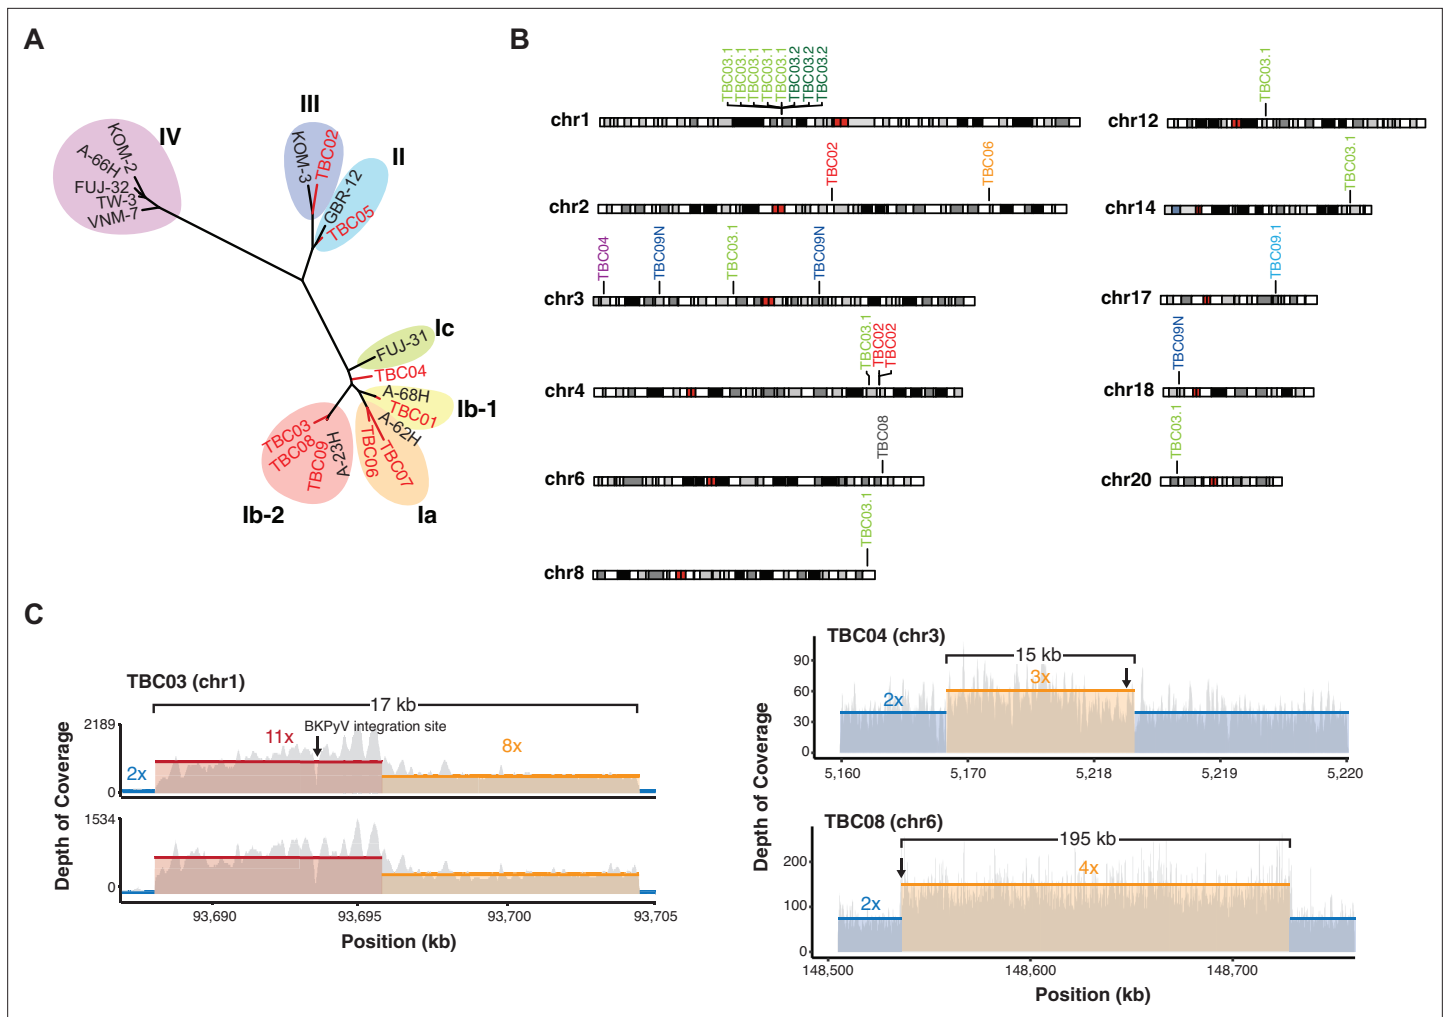 A
III
KOM-3
TBC02
II
GBR-12
TBC05
IV
KOM-2
A-66H
FUJ-32
TW-3
VNM-7
Ic
FUJ-31
TBC04
A-68H
TBC01
Ib-1
A-62H
TBC07
TBC06
Ia
TBC03
TBC08
TBC09
A-23H
Ib-2
B
TBC03.1
TBC03.1
TBC03.1
TBC03.1
TBC03.1
TBC03.2
TBC03.2
TBC03.2
chr1
TBC02
TBC06
chr2
TBC04
TBC09N
TBC03.1
TBC09N
chr3
TBC03.1
TBC02
TBC02
chr4
TBC08
chr6
TBC03.1
chr8
TBC03.1
chr12
TBC03.1
chr14
TBC09.1
chr17
TBC09N
chr18
TBC03.1
chr20
C
TBC03 (chr1)
17 kb
2189
11x
BKPyV integration site
8x
2x
0
1534
0
Depth of Coverage
93,690
93,695
93,700
93,705
Position (kb)
TBC04 (chr3)
15 kb
90
3x
60
2x
30
0
5,160
5,170
5,218
5,219
5,220
Depth of Coverage
TBC08 (chr6)
195 kb
200
4x
2x
100
0
148,500
148,600
148,700
Position (kb)